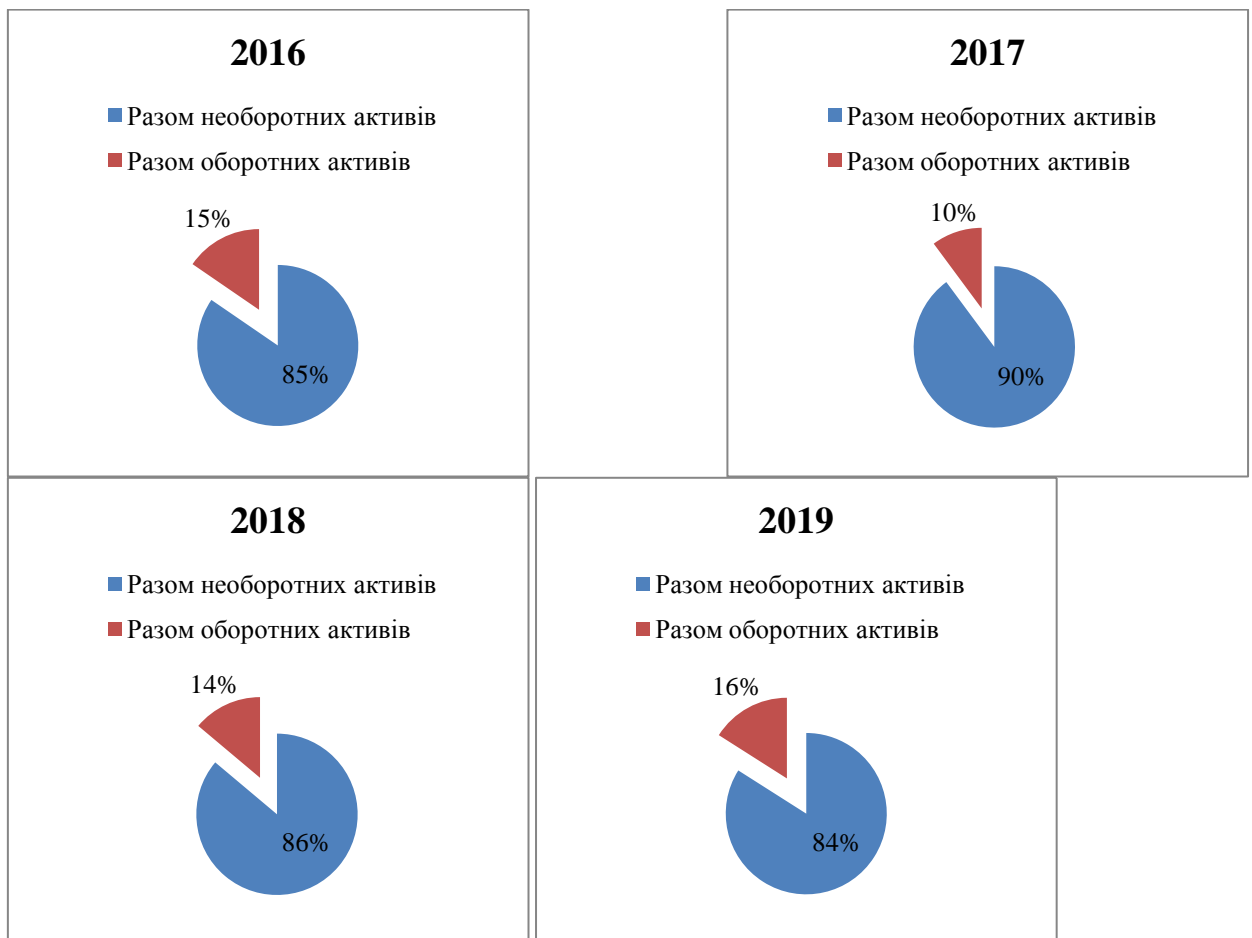 2016
Разом необоротних активів
Разом оборотних активів
15%
85%
2017
Разом необоротних активів
Разом оборотних активів
10%
90%
2018
Разом необоротних активів
Разом оборотних активів
14%
86%
2019
Разом необоротних активів
Разом оборотних активів
16%
84%